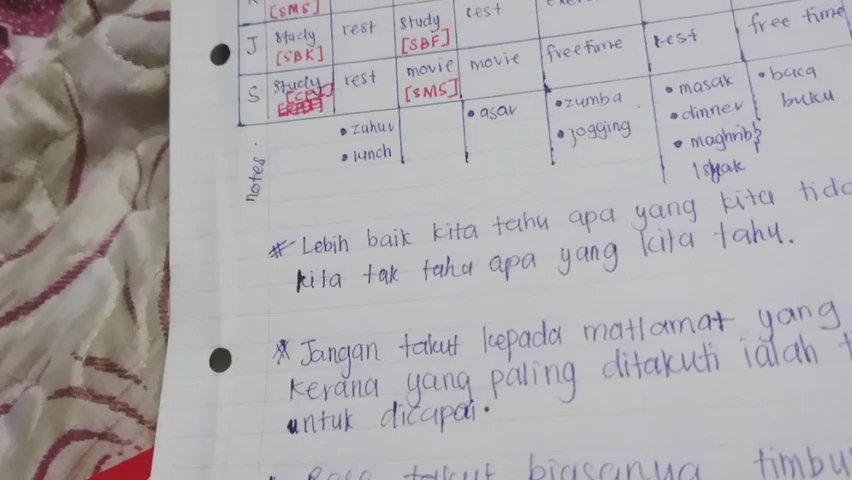 [SMS]
J study [SBK] rest study [SBF] rest free time
S study rest movie [SMS] movie freetime rest free time
notes:
• zuhur • asar • zumba • masak • baca
• lunch • jogging • dinner buku
• maghrib}
Isyak
* Lebih baik kita tahu apa yang kita
kita tak tahu apa yang kita tahu.
* Jangan takut kepada matlamat yang
kerana yang paling ditakuti ialah
untuk dicapai.
takut biasanya